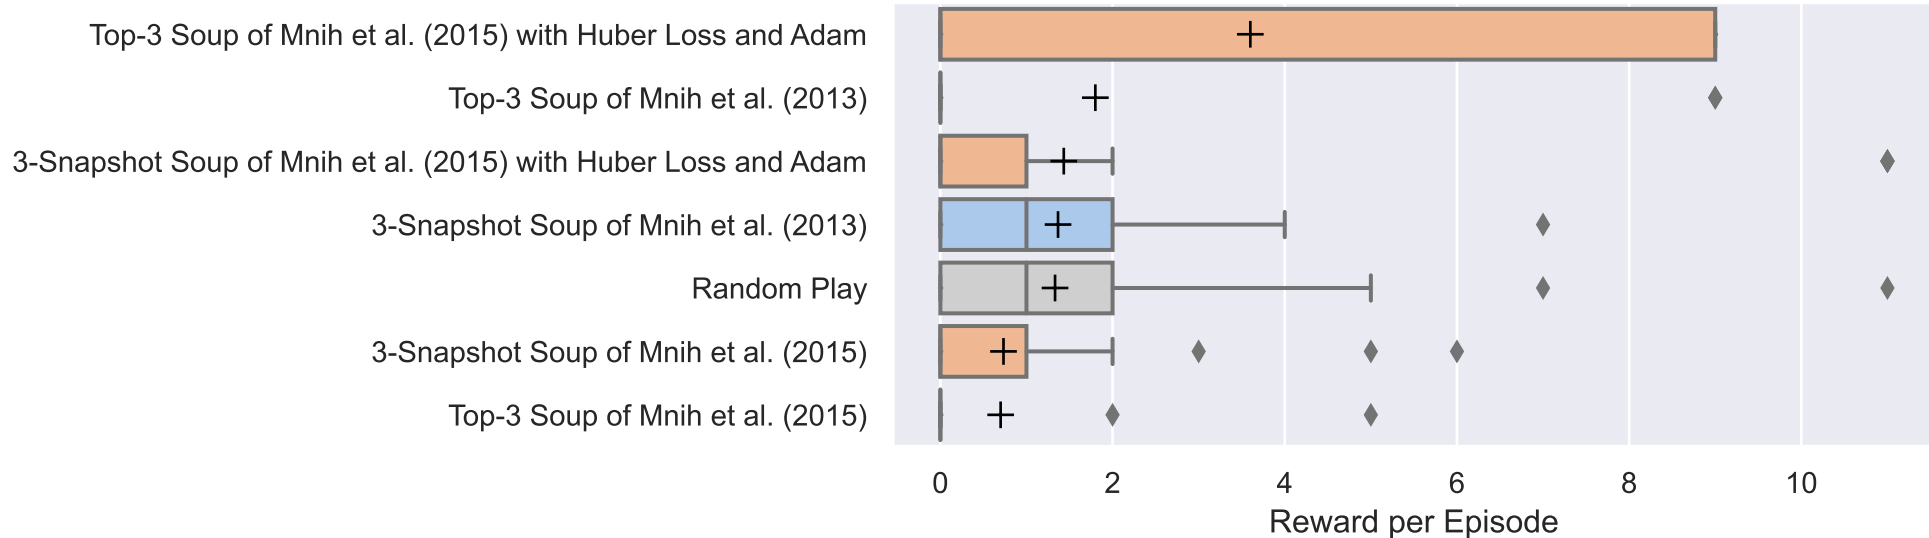 Top-3 Soup of Mnih et al. (2015) with Huber Loss and Adam
Top-3 Soup of Mnih et al. (2013)
3-Snapshot Soup of Mnih et al. (2015) with Huber Loss and Adam
3-Snapshot Soup of Mnih et al. (2013)
Random Play
3-Snapshot Soup of Mnih et al. (2015)
Top-3 Soup of Mnih et al. (2015)
0 2 4 6 8 10
Reward per Episode